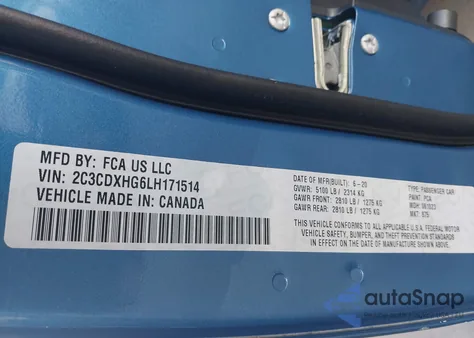 MFD BY: FCA US LLC
VIN: 2C3CDXHG6LH171514
VEHICLE MADE IN: CANADA
DATE OF MFR(BUILT): 6-20
GVWR: 5100 LB / 2314 KG
GAWR FRONT: 2810 LB / 1275 KG
GAWR REAR: 2810 LB / 1275 KG
TYPE: PASSENGER CAR
PAINT: PCA
MDH: 061023
MKT: B75
THIS VEHICLE CONFORMS TO ALL APPLICABLE U.S.A. FEDERAL MOTOR
VEHICLE SAFETY, BUMPER, AND THEFT PREVENTION STANDARDS
IN EFFECT ON THE DATE OF MANUFACTURE SHOWN ABOVE.
autoSnap